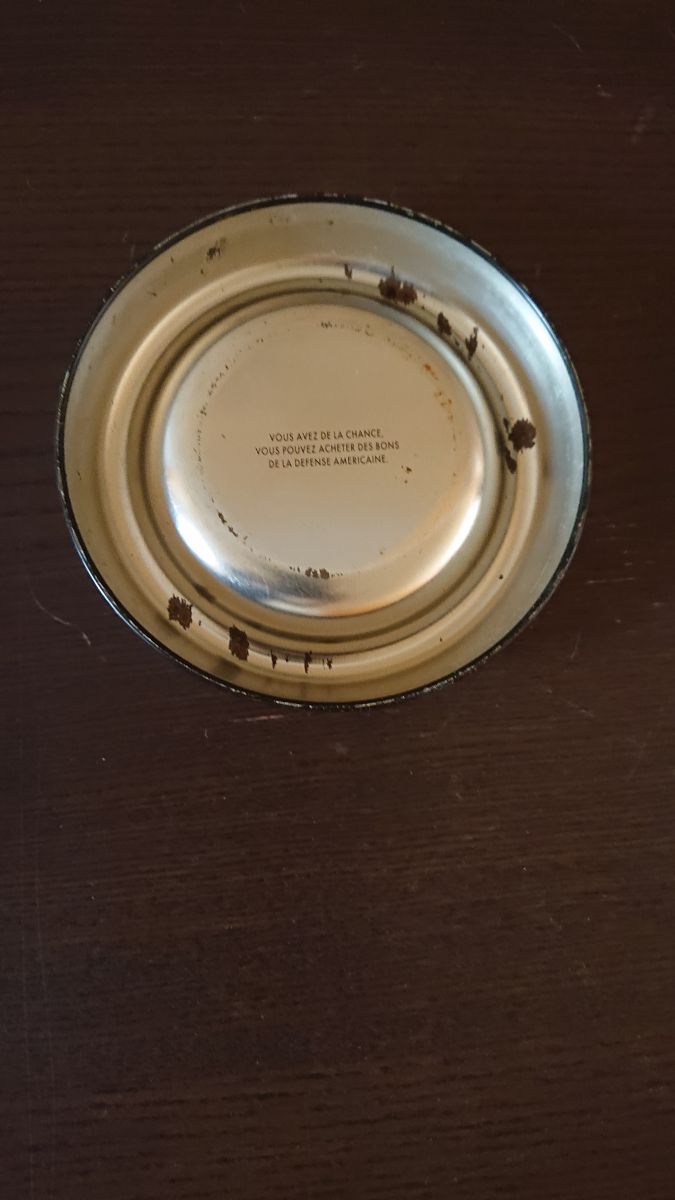 VOUS AVEZ DE LA CHANCE,
VOUS POUVEZ ACHETER DES BONS
DE LA DEFENSE AMERICAINE.